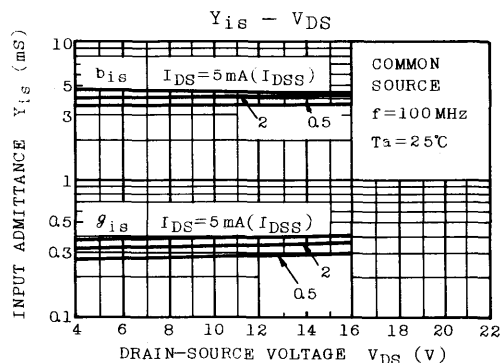 Yis – VDS
INPUT ADMITTANCE Yis (mS)
10
5
3
1
0.5
0.3
0.1
bis IDS=5mA(IDSS)
2
0.5
gis IDS=5mA(IDSS)
2
0.5
COMMON
SOURCE
f=100MHz
Ta=25℃
4 6 8 10 12 14 16 18 20 22
DRAIN-SOURCE VOLTAGE VDS (V)